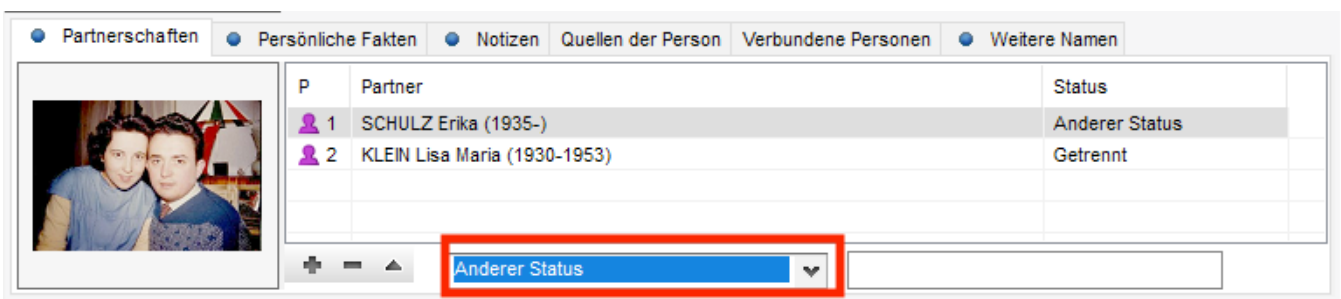 Partnerschaften Persönliche Fakten Notizen Quellen der Person Verbundene Personen Weitere Namen
P Partner Status
1 SCHULZ Erika (1935-) Anderer Status
2 KLEIN Lisa Maria (1930-1953) Getrennt
Anderer Status